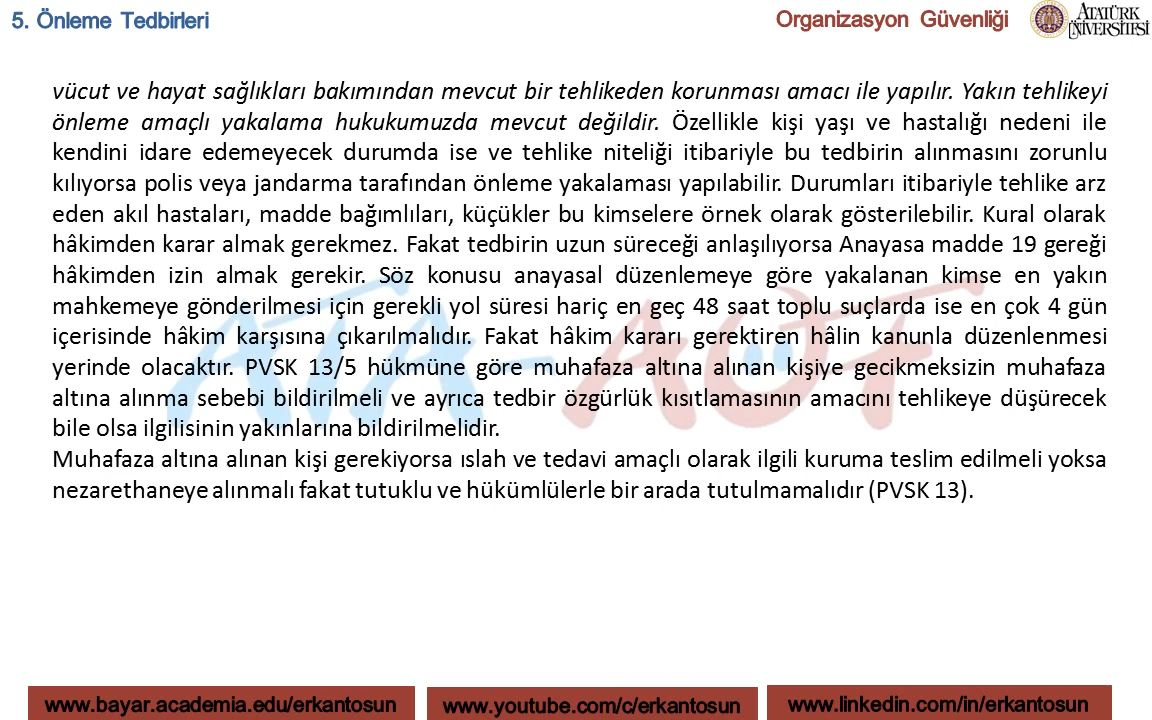 5. Önleme Tedbirleri
Organizasyon Güvenliği
ATATÜRK
ÜNİVERSİTESİ
vücut ve hayat sağlıkları bakımından mevcut bir tehlikeden korunması amacı ile yapılır. Yakın tehlikeyi
önleme amaçlı yakalama hukukumuzda mevcut değildir. Özellikle kişi yaşı ve hastalığı nedeni ile
kendini idare edemeyecek durumda ise ve tehlike niteliği itibariyle bu tedbirin alınmasını zorunlu
kılıyorsa polis veya jandarma tarafından önleme yakalaması yapılabilir. Durumları itibariyle tehlike arz
eden akıl hastaları, madde bağımlıları, küçükler bu kimselere örnek olarak gösterilebilir. Kural olarak
hâkimden karar almak gerekmez. Fakat tedbirin uzun süreceği anlaşılıyorsa Anayasa madde 19 gereği
hâkimden izin almak gerekir. Söz konusu anayasal düzenlemeye göre yakalanan kimse en yakın
mahkemeye gönderilmesi için gerekli yol süresi hariç en geç 48 saat toplu suçlarda ise en çok 4 gün
içerisinde hâkim karşısına çıkarılmalıdır. Fakat hâkim kararı gerektiren hâlin kanunla düzenlenmesi
yerinde olacaktır. PVSK 13/5 hükmüne göre muhafaza altına alınan kişiye gecikmeksizin muhafaza
altına alınma sebebi bildirilmeli ve ayrıca tedbir özgürlük kısıtlamasının amacını tehlikeye düşürecek
bile olsa ilgilisinin yakınlarına bildirilmelidir.
Muhafaza altına alınan kişi gerekiyorsa ıslah ve tedavi amaçlı olarak ilgili kuruma teslim edilmeli yoksa
nezarethaneye alınmalı fakat tutuklu ve hükümlülerle bir arada tutulmamalıdır (PVSK 13).
ATA-AÖF
www.bayar.academia.edu/erkantosun
www.youtube.com/c/erkantosun
www.linkedin.com/in/erkantosun